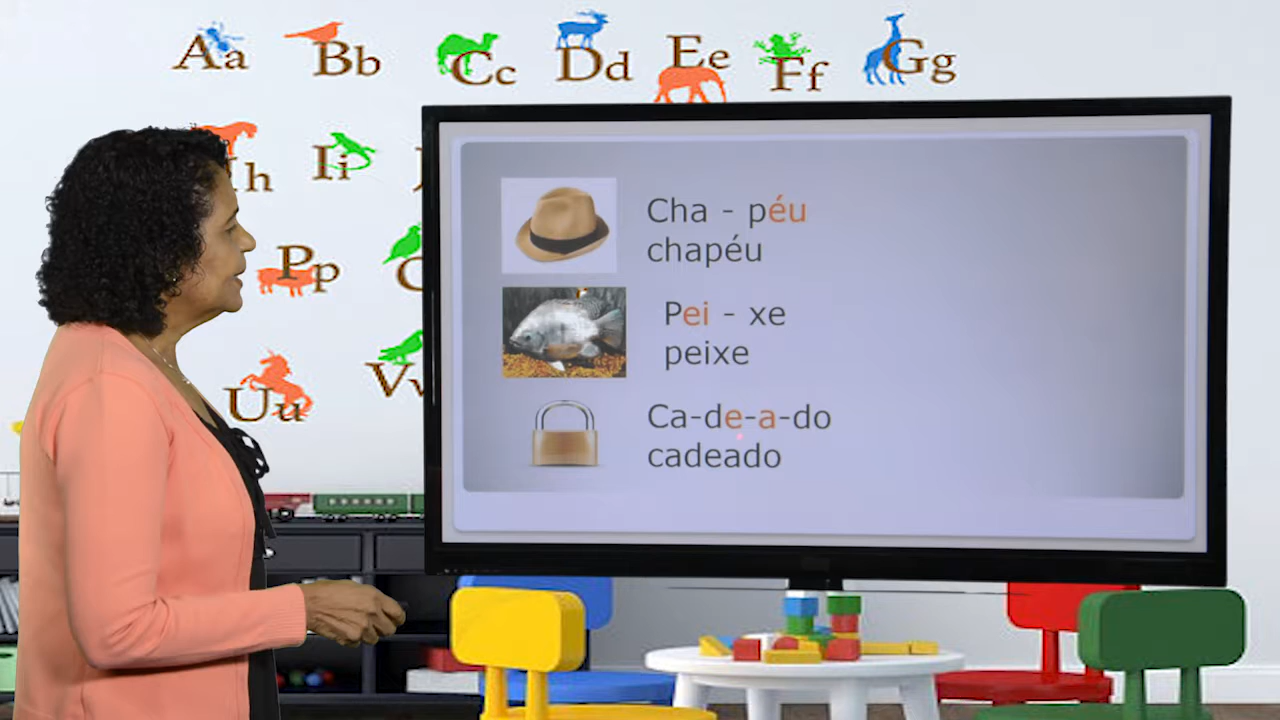 Aa Bb Cc Dd Ee Ff Gg
h Ii
Pp
Uu
Cha - péu
chapéu
Pei - xe
peixe
Ca-de-a-do
cadeado